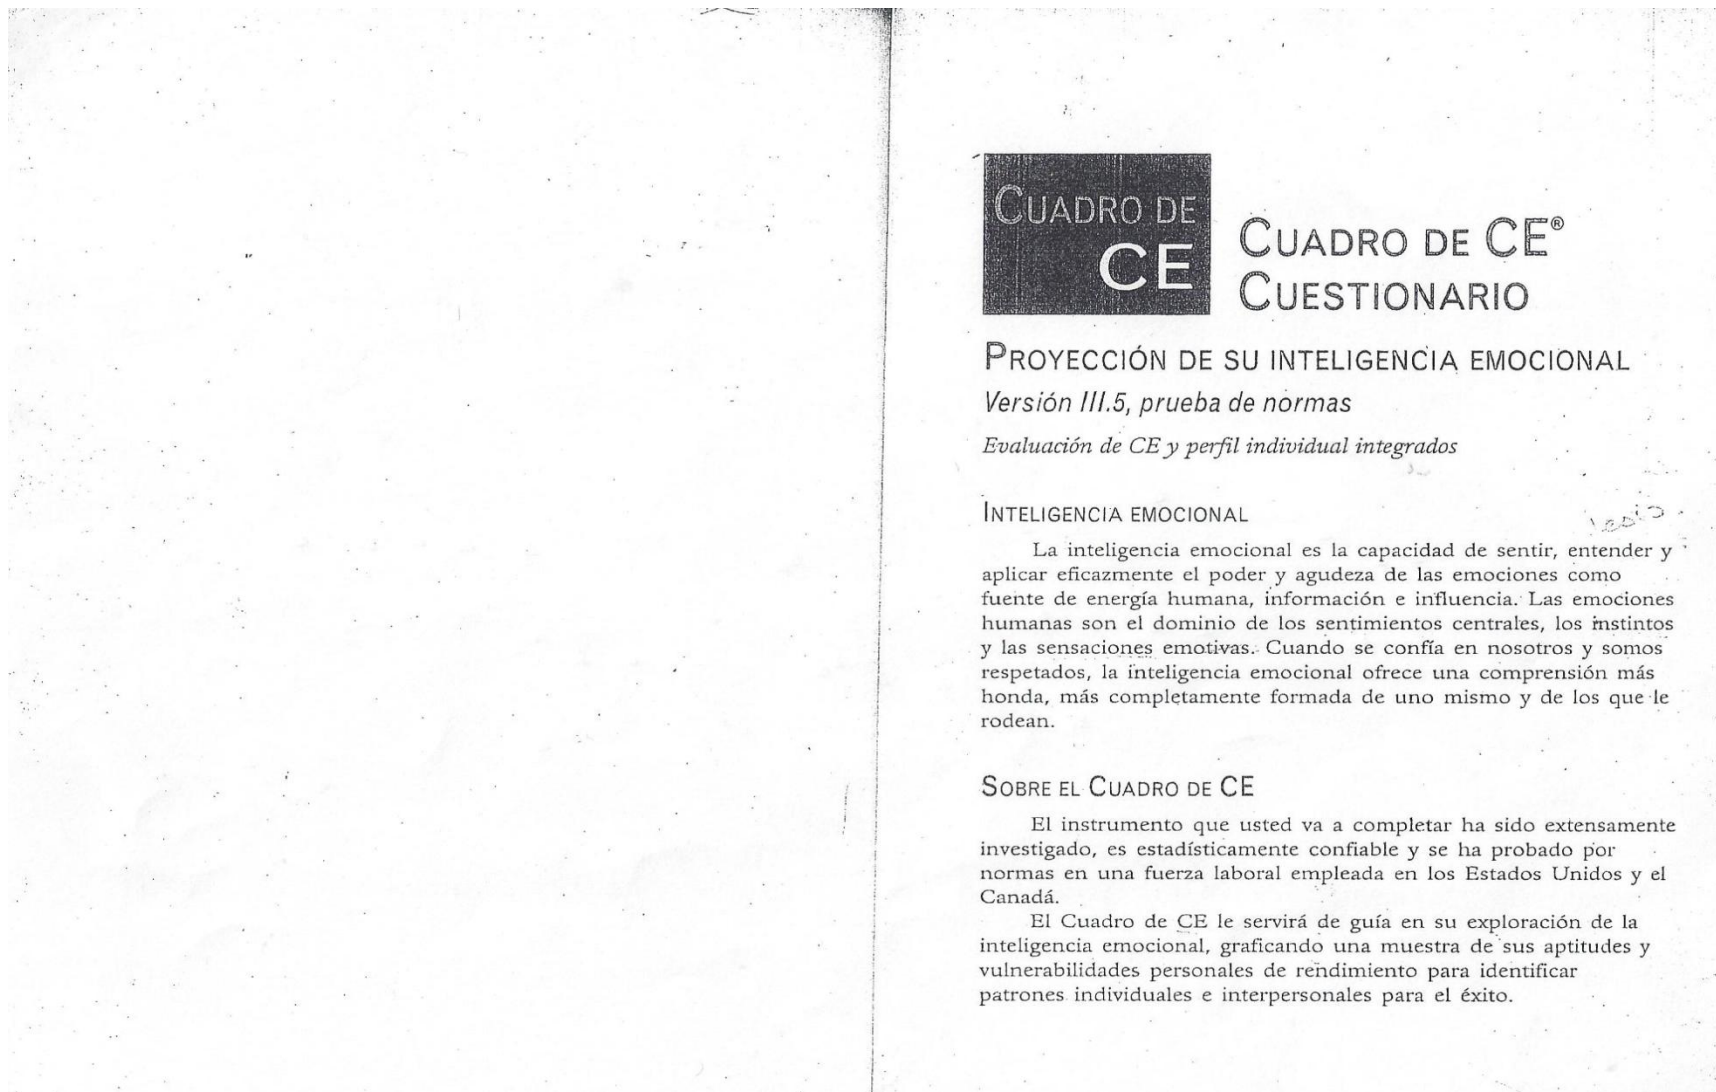 CUADRO DE
CE
CUADRO DE CE®
CUESTIONARIO
PROYECCIÓN DE SU INTELIGENCIA EMOCIONAL
Versión III.5, prueba de normas
Evaluación de CE y perfil individual integrados
INTELIGENCIA EMOCIONAL
La inteligencia emocional es la capacidad de sentir, entender y
aplicar eficazmente el poder y agudeza de las emociones como
fuente de energía humana, información e influencia. Las emociones
humanas son el dominio de los sentimientos centrales, los instintos
y las sensaciones emotivas. Cuando se confía en nosotros y somos
respetados, la inteligencia emocional ofrece una comprensión más
honda, más completamente formada de uno mismo y de los que le
rodean.
SOBRE EL CUADRO DE CE
El instrumento que usted va a completar ha sido extensamente
investigado, es estadísticamente confiable y se ha probado por
normas en una fuerza laboral empleada en los Estados Unidos y el
Canadá.
El Cuadro de CE le servirá de guía en su exploración de la
inteligencia emocional, graficando una muestra de sus aptitudes y
vulnerabilidades personales de rendimiento para identificar
patrones individuales e interpersonales para el éxito.